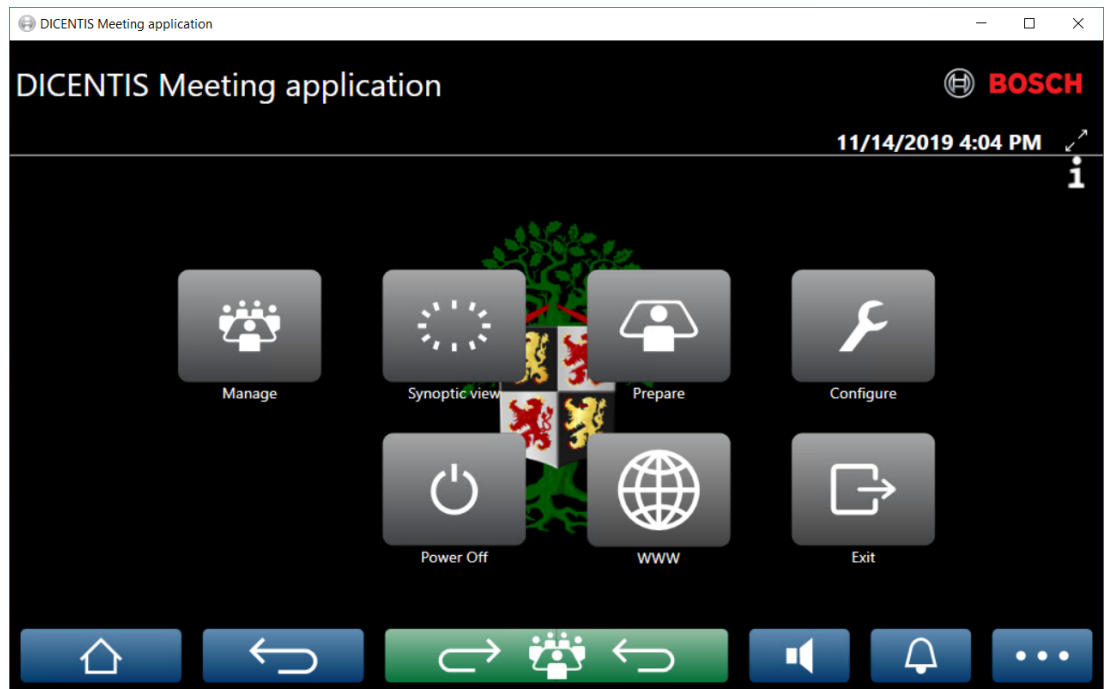 DICENTIS Meeting application
DICENTIS Meeting application
BOSCH
11/14/2019 4:04 PM
Manage
Synoptic view
Prepare
Configure
Power Off
WWW
Exit